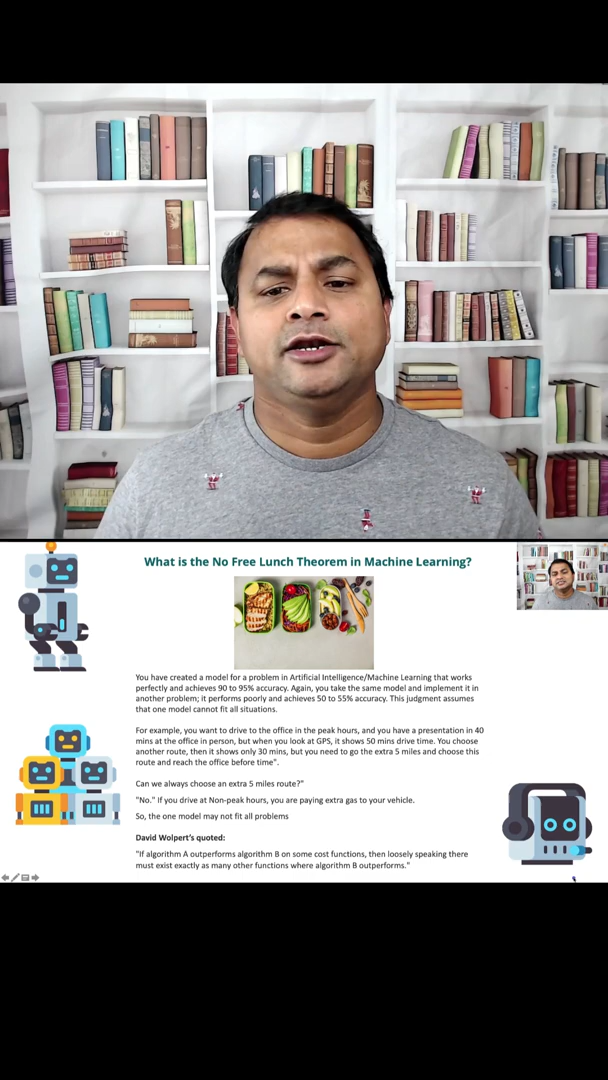 What is the No Free Lunch Theorem in Machine Learning?
You have created a model for a problem in Artificial Intelligence/Machine Learning that works
perfectly and achieves 90 to 95% accuracy. Again, you take the same model and implement it in
another problem; it performs poorly and achieves 50 to 55% accuracy. This judgment assumes
that one model cannot fit all situations.
For example, you want to drive to the office in the peak hours, and you have a presentation in 40
mins at the office in person, but when you look at GPS, it shows 50 mins drive time. You choose
another route, then it shows only 30 mins, but you need to go the extra 5 miles and choose this
route and reach the office before time".
Can we always choose an extra 5 miles route?"
"No." If you drive at Non-peak hours, you are paying extra gas to your vehicle.
So, the one model may not fit all problems
David Wolpert's quoted:
"If algorithm A outperforms algorithm B on some cost functions, then loosely speaking there
must exist exactly as many other functions where algorithm B outperforms."